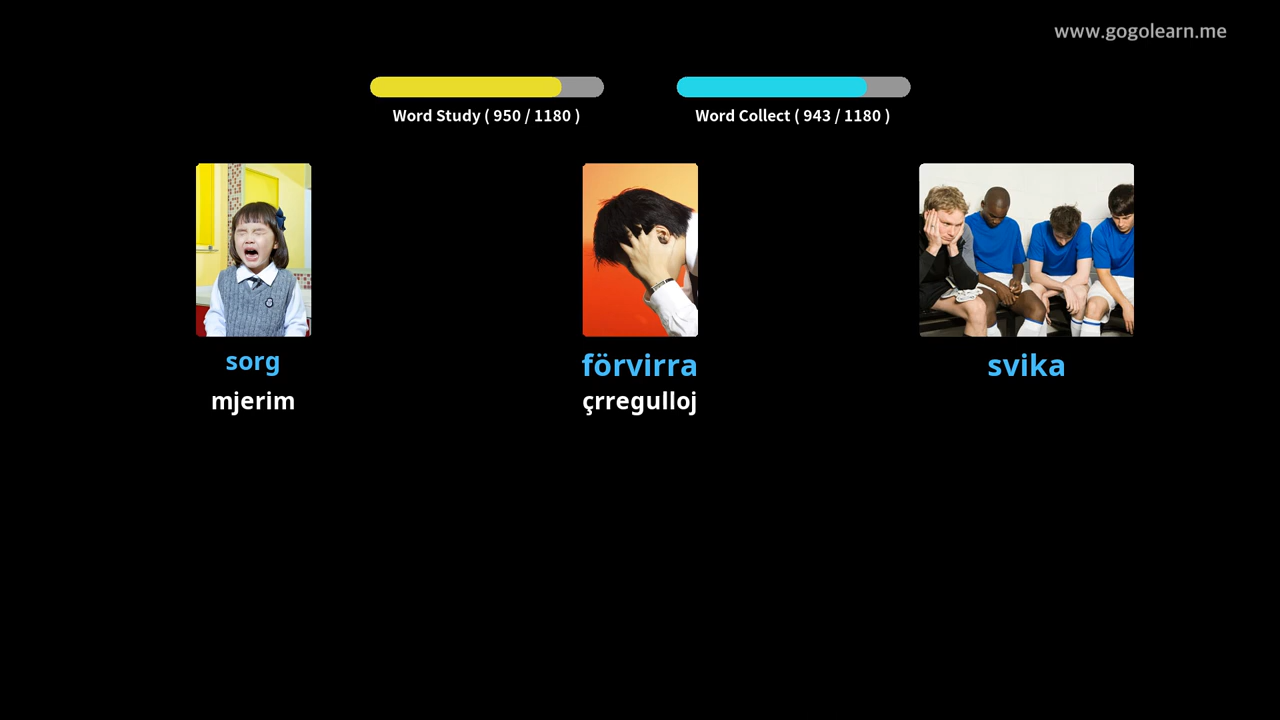 www.gogolearn.me
Word Study ( 950 / 1180 )
Word Collect ( 943 / 1180 )
sorg
mjerim
förvirra
çrregulloj
svika